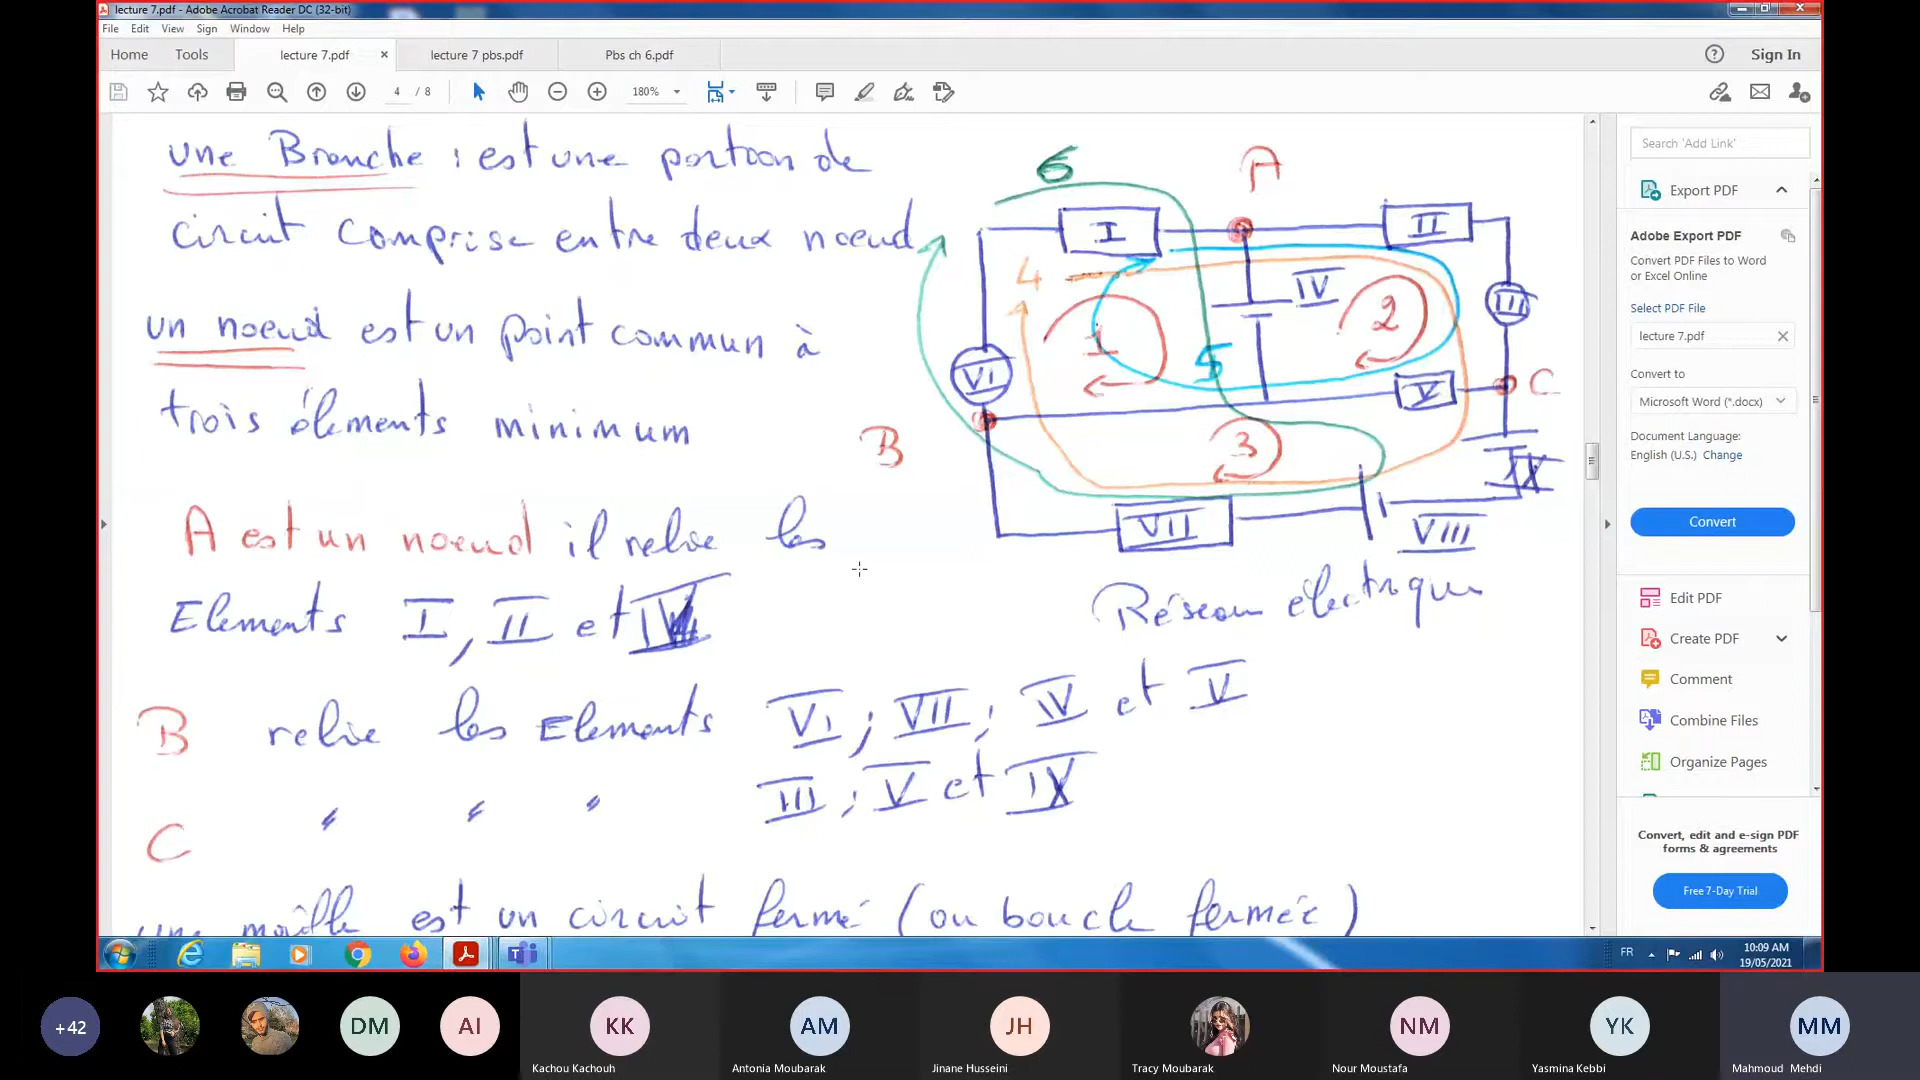 lecture 7.pdf - Adobe Acrobat Reader DC (32-bit)
File Edit View Sign Window Help
Home Tools lecture 7.pdf × lecture 7 pbs.pdf Pbs ch 6.pdf Sign In
4 / 8 180%
une Branche : est une portion de
circuit comprise entre deux noeud
un noeud est un point commun à
trois élements minimum
A est un noeud il relie les
Elements I, II et IV
B relie les Elements VI ; VII ; IV et V
C " " " III ; V et IX
une maille est un circuit fermé (ou boucle fermée)
6 A
I II
4 IV III
1 2
5
VI V C
B 3
IX
VII VIII
Réseau électrique
Search 'Add Link'
Export PDF
Adobe Export PDF
Convert PDF Files to Word
or Excel Online
Select PDF File
lecture 7.pdf
Convert to
Microsoft Word (*.docx)
Document Language:
English (U.S.) Change
Convert
Edit PDF
Create PDF
Comment
Combine Files
Organize Pages
Convert, edit and e-sign PDF
forms & agreements
Free 7-Day Trial
FR 10:09 AM
19/05/2021
+42 DM AI KK AM JH NM YK MM
Kachou Kachouh Antonia Moubarak Jinane Husseini Tracy Moubarak Nour Moustafa Yasmina Kebbi Mahmoud Mehdi